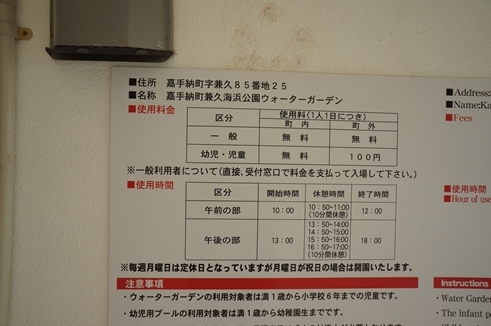 ■住所 嘉手納町字兼久85番地25
■名称 嘉手納町兼久海浜公園ウォーターガーデン
■使用料金
区分 使用料(1人1日につき)
町内 町外
一般 無料 無料
幼児・児童 無料 100円
※一般利用者について(直接、受付窓口で料金を支払って入場して下さい。)
■使用時間
区分 開始時間 休憩時間 終了時間
午前の部 10:00 10:50~11:00 (10分間休憩) 12:00
午後の部 13:00 13:50~14:00 14:50~15:00 15:50~16:00 16:50~17:00 (10分間休憩) 18:00
※毎週月曜日は定休日となっていますが月曜日が祝日の場合は開園いたします。
注意事項
・ウォーターガーデンの利用対象者は満1歳から小学校6年までの児童です。
・幼児用プールの利用対象者は満1歳から幼稚園生までです。
■Address:
■Name:Ka
■Fees
■使用時間
Hour of use
Instructions
・Water Garden
・The infant po